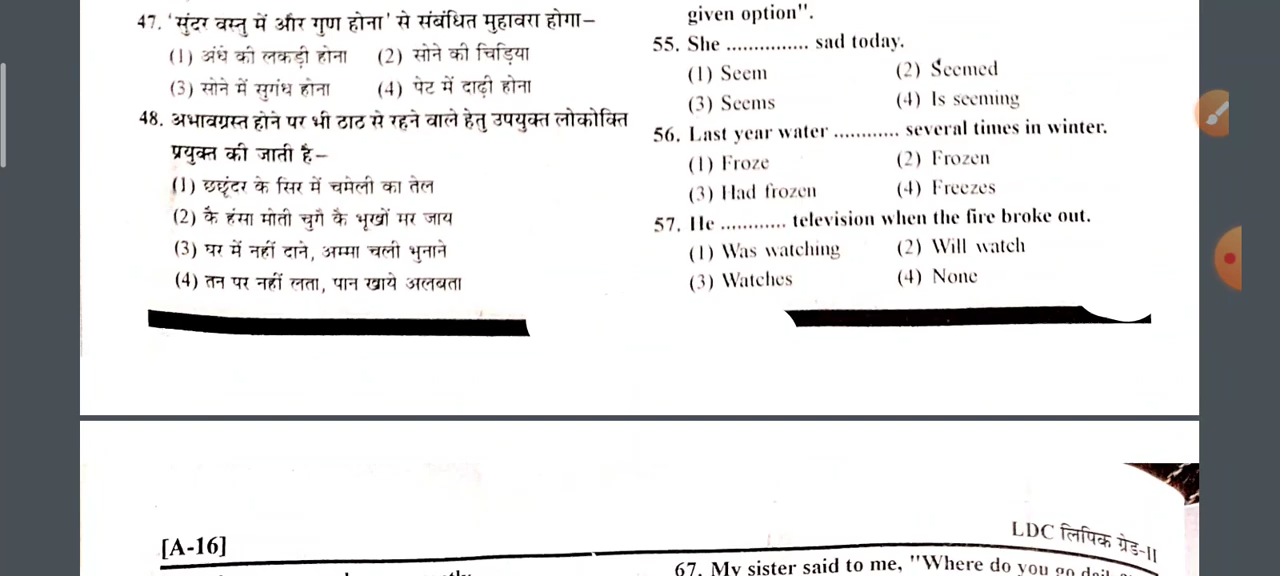 47. 'सुंदर वस्तु में और गुण होना' से संबंधित मुहावरा होगा–
(1) अंधे की लकड़ी होना (2) सोने की चिड़िया
(3) सोने में सुगंध होना (4) पेट में दाढ़ी होना
48. अभावग्रस्त होने पर भी ठाठ से रहने वाले हेतु उपयुक्त लोकोक्ति
प्रयुक्त की जाती है–
(1) छछूंदर के सिर में चमेली का तेल
(2) कै हंसा मोती चुगै कै भूखों मर जाय
(3) घर में नहीं दाने, अम्मा चली भुनाने
(4) तन पर नहीं लता, पान खाये अलबता
given option".
55. She ............... sad today.
(1) Seem (2) Seemed
(3) Seems (4) Is seeming
56. Last year water ............ several times in winter.
(1) Froze (2) Frozen
(3) Had frozen (4) Freezes
57. He ............ television when the fire broke out.
(1) Was watching (2) Will watch
(3) Watches (4) None
[A-16]
LDC लिपिक ग्रेड-II
67. My sister said to me, "Where do you go